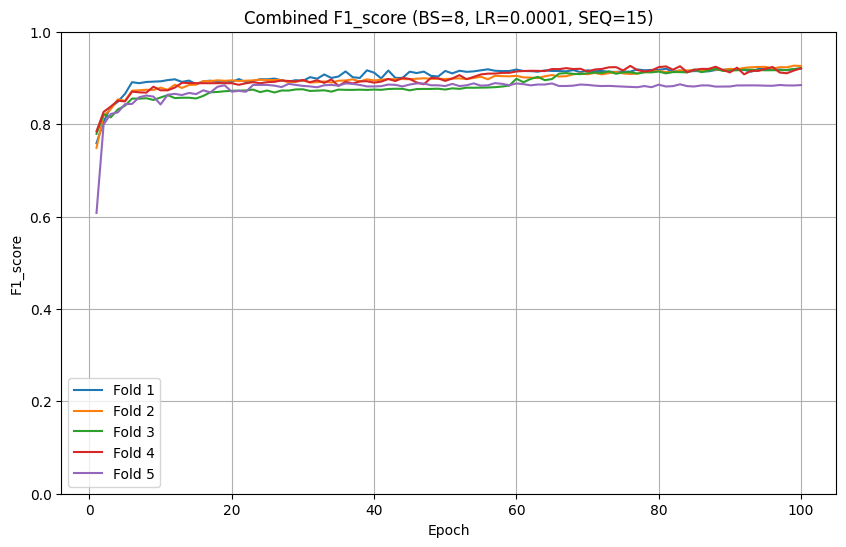 Combined F1_score (BS=8, LR=0.0001, SEQ=15)
F1_score
1.0
0.8
0.6
0.4
0.2
0.0
Fold 1
Fold 2
Fold 3
Fold 4
Fold 5
0 20 40 60 80 100
Epoch